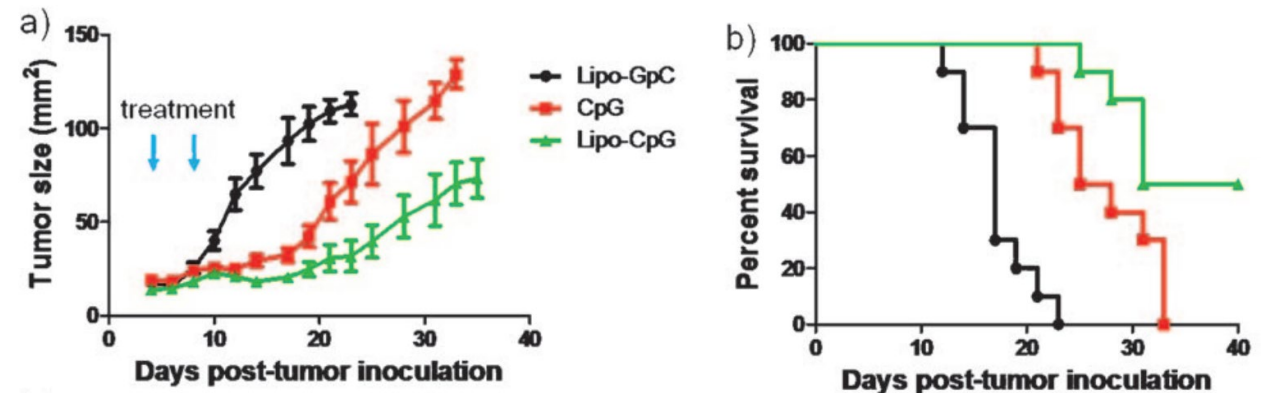 a)
Tumor size (mm²)
150
100
50
0
treatment
0 10 20 30 40
Days post-tumor inoculation
Lipo-GpC
CpG
Lipo-CpG
b)
Percent survival
100
80
60
40
20
0
0 10 20 30 40
Days post-tumor inoculation